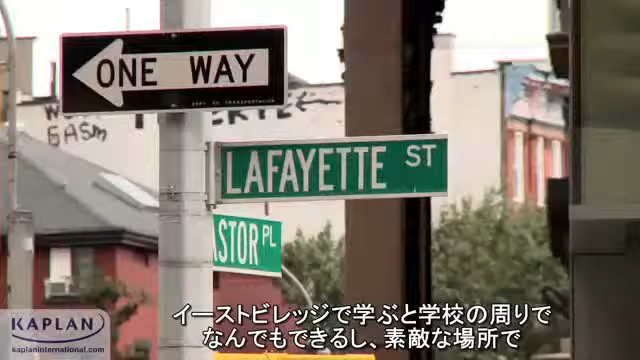 ONE WAY
LAFAYETTE ST
ASTOR PL
KAPLAN
kaplaninternational.com
イーストビレッジで学ぶと学校の周りで
なんでもできるし、素敵な場所で